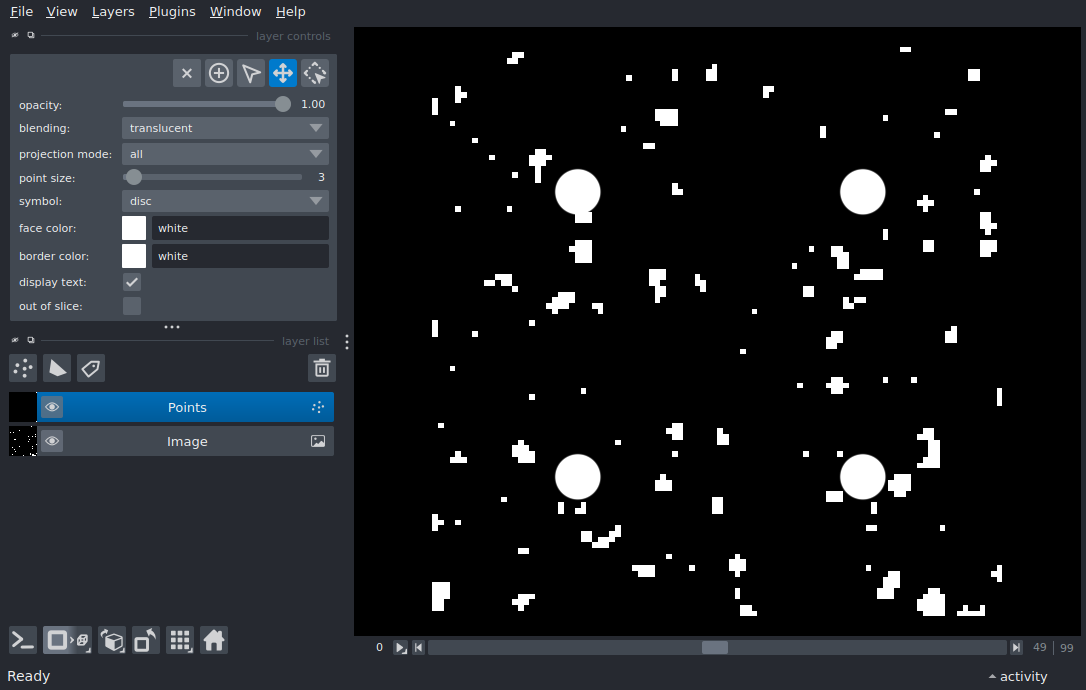 File View Layers Plugins Window Help
layer controls
opacity: 1.00
blending: translucent
projection mode: all
point size: 3
symbol: disc
face color: white
border color: white
display text:
out of slice:
layer list
Points
Image
0 49 99
Ready activity